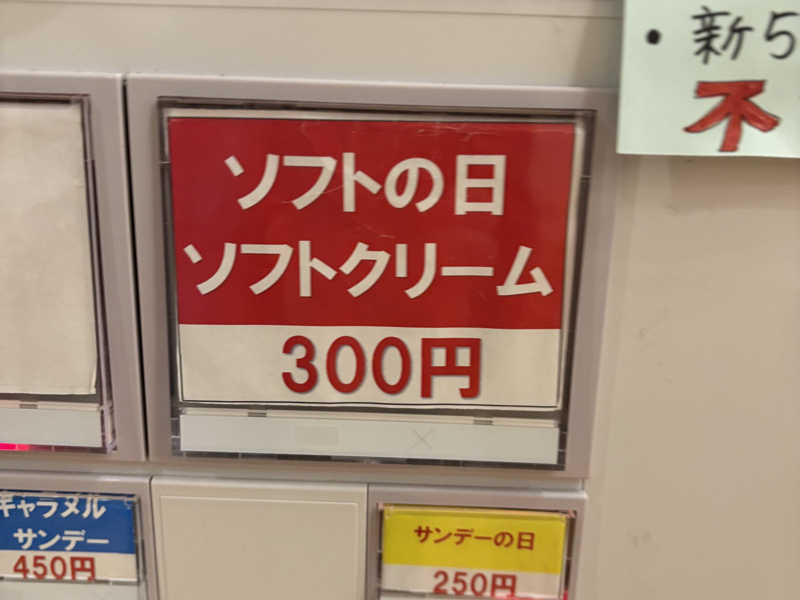 ・新5
不
ソフトの日
ソフトクリーム
300円
キャラメル
サンデー
450円
サンデーの日
250円